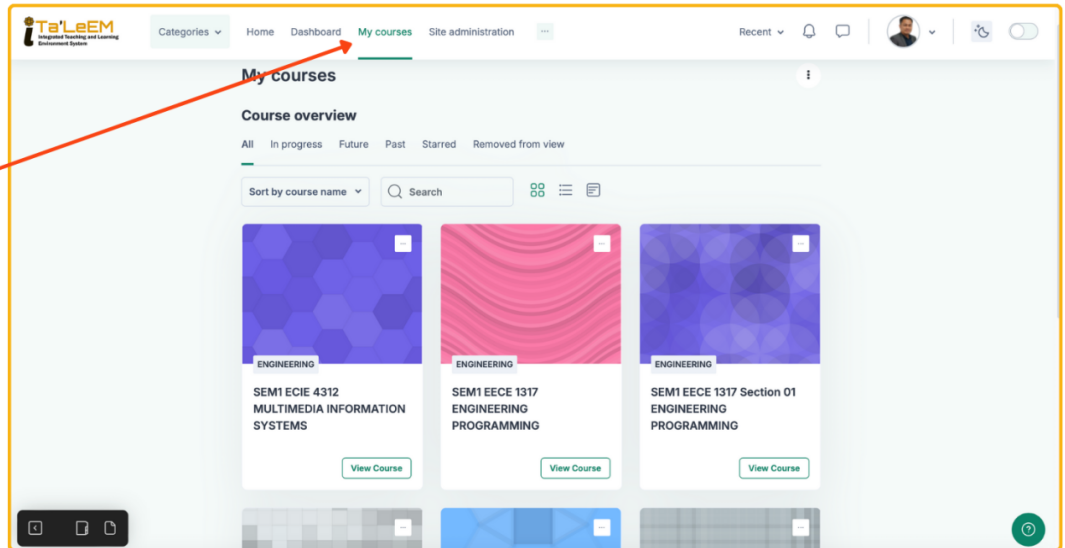 iTa'LeEM
Integrated Teaching and Learning
Environment System
Categories
Home
Dashboard
My courses
Site administration
Recent
My courses
Course overview
All
In progress
Future
Past
Starred
Removed from view
Sort by course name
Search
ENGINEERING
SEM1 ECIE 4312
MULTIMEDIA INFORMATION
SYSTEMS
View Course
ENGINEERING
SEM1 EECE 1317
ENGINEERING
PROGRAMMING
View Course
ENGINEERING
SEM1 EECE 1317 Section 01
ENGINEERING
PROGRAMMING
View Course